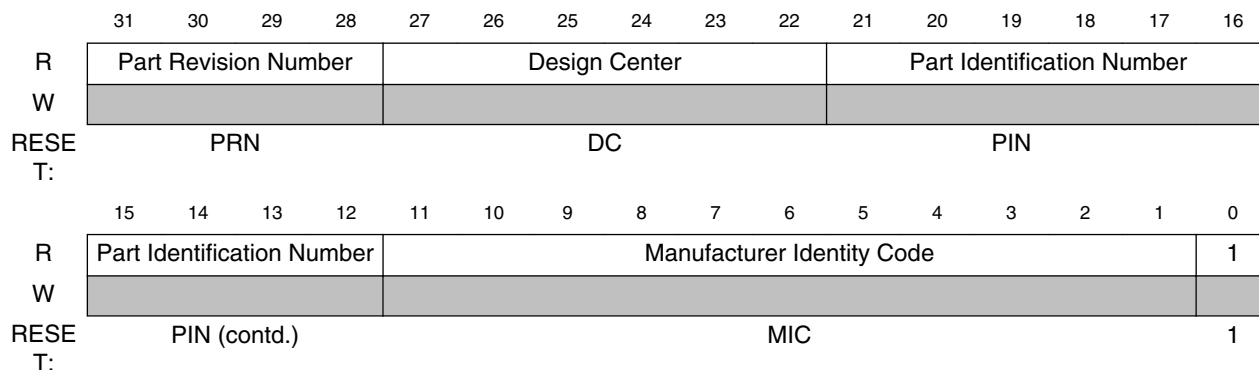 31 30 29 28 27 26 25 24 23 22 21 20 19 18 17 16
R Part Revision Number Design Center Part Identification Number
W
RESE PRN DC PIN
T:
15 14 13 12 11 10 9 8 7 6 5 4 3 2 1 0
R Part Identification Number Manufacturer Identity Code 1
W
RESE PIN (contd.) MIC 1
T: